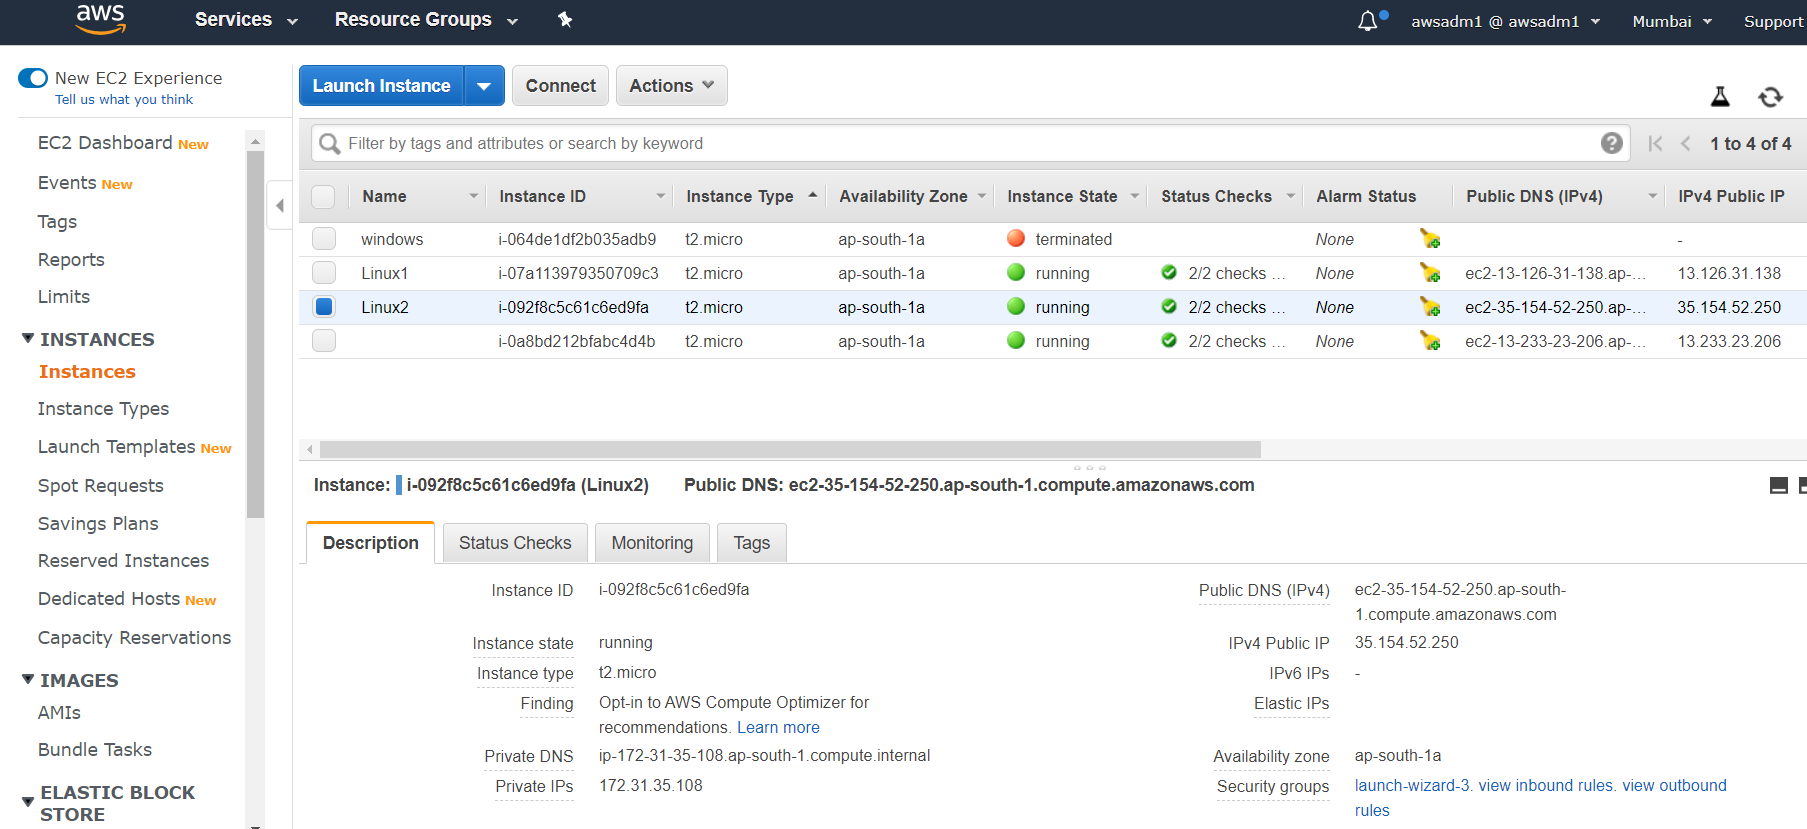 aws Services Resource Groups awsadm1 @ awsadm1 Mumbai Support
New EC2 Experience
Tell us what you think
EC2 Dashboard New
Events New
Tags
Reports
Limits
INSTANCES
Instances
Instance Types
Launch Templates New
Spot Requests
Savings Plans
Reserved Instances
Dedicated Hosts New
Capacity Reservations
IMAGES
AMIs
Bundle Tasks
ELASTIC BLOCK
STORE
Launch Instance Connect Actions
Filter by tags and attributes or search by keyword ? 1 to 4 of 4
Name Instance ID Instance Type Availability Zone Instance State Status Checks Alarm Status Public DNS (IPv4) IPv4 Public IP
windows i-064de1df2b035adb9 t2.micro ap-south-1a terminated None -
Linux1 i-07a113979350709c3 t2.micro ap-south-1a running 2/2 checks ... None ec2-13-126-31-138.ap-... 13.126.31.138
Linux2 i-092f8c5c61c6ed9fa t2.micro ap-south-1a running 2/2 checks ... None ec2-35-154-52-250.ap-... 35.154.52.250
i-0a8bd212bfabc4d4b t2.micro ap-south-1a running 2/2 checks ... None ec2-13-233-23-206.ap-... 13.233.23.206
Instance: i-092f8c5c61c6ed9fa (Linux2) Public DNS: ec2-35-154-52-250.ap-south-1.compute.amazonaws.com
Description Status Checks Monitoring Tags
Instance ID i-092f8c5c61c6ed9fa
Instance state running
Instance type t2.micro
Finding Opt-in to AWS Compute Optimizer for
recommendations. Learn more
Private DNS ip-172-31-35-108.ap-south-1.compute.internal
Private IPs 172.31.35.108
Public DNS (IPv4) ec2-35-154-52-250.ap-south-
1.compute.amazonaws.com
IPv4 Public IP 35.154.52.250
IPv6 IPs -
Elastic IPs
Availability zone ap-south-1a
Security groups launch-wizard-3. view inbound rules. view outbound
rules